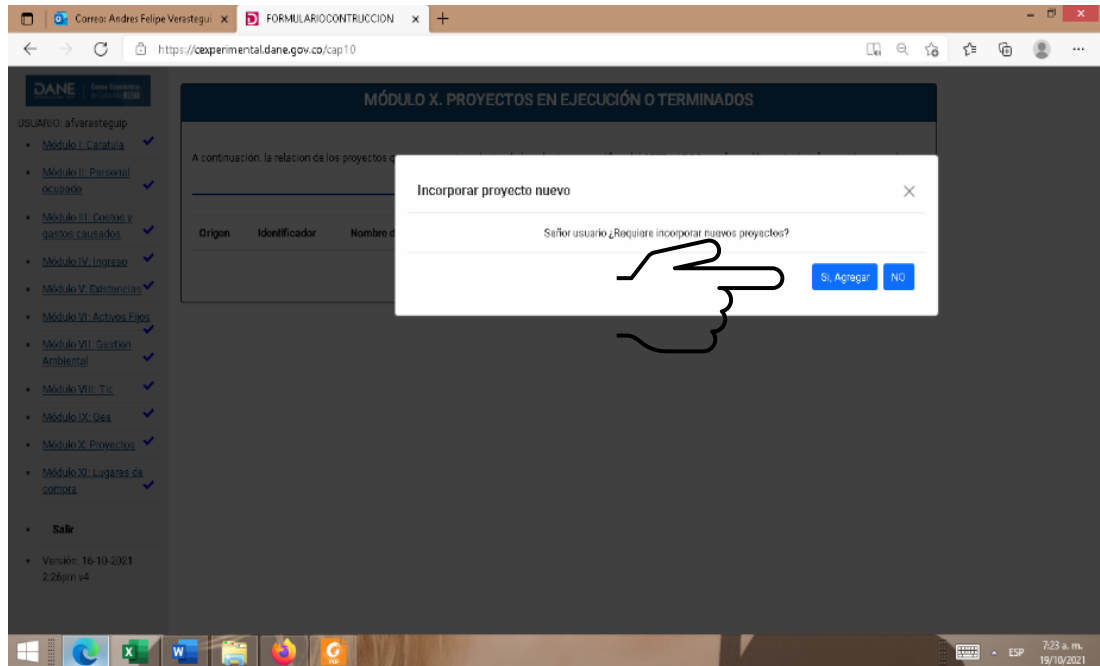 Correo: Andres Felipe Verastegui
FORMULARIOCONTRUCCION
https://cexperimental.dane.gov.co/cap10
DANE
USUARIO: afverasteguip
MÓDULO X. PROYECTOS EN EJECUCIÓN O TERMINADOS
Módulo I: Caratula
A continuación, la relacion de los proyectos
Módulo II: Personal
ocupado
Incorporar proyecto nuevo
Módulo III: Costos y
gastos causados
Origen Identificador Nombre d
Señor usuario ¿Requiere incorporar nuevos proyectos?
Módulo IV: Ingreso
Si, Agregar NO
Módulo V: Existencias
Módulo VI: Activos Fijos
Módulo VII: Gestion
Ambiental
Módulo VIII: Tic
Módulo IX: Gea
Módulo X: Proyectos
Módulo XI: Lugares de
compra
Salir
Versión: 16-10-2021
2:26pm v4
ESP
7:23 a. m.
19/10/2021